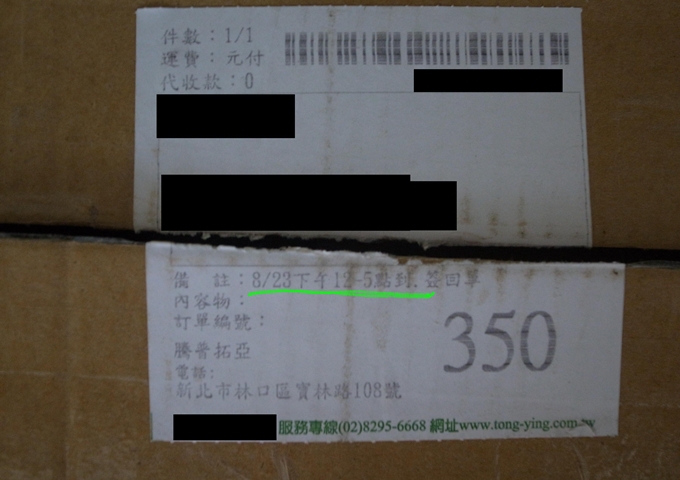 件數：1/1
運費：元付
代收款：0
備　註：8/23下午12-5點到.簽回單
內容物：
訂單編號：
350
騰普拓亞
電話:
新北市林口區寶林路108號
服務專線(02)8295-6668 網址www.tong-ying.com.tw